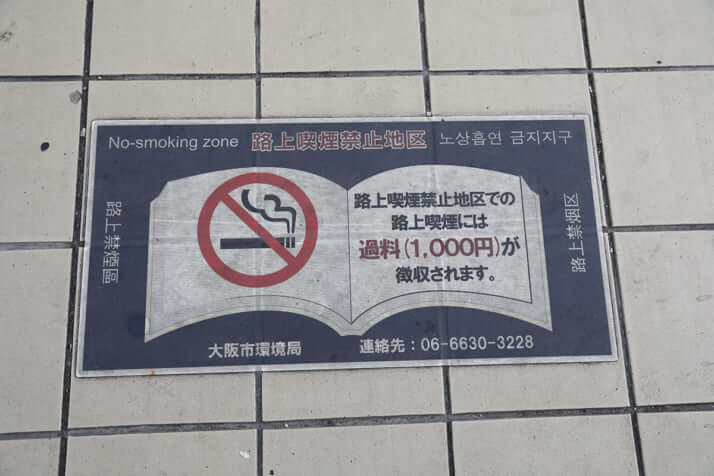 No-smoking zone 路上喫煙禁止地区 노상흡연 금지지구
路上禁煙區
路上喫煙禁止地区での
路上喫煙には
過料(1,000円)が
徴収されます。
路上禁烟区
大阪市環境局 連絡先:06-6630-3228